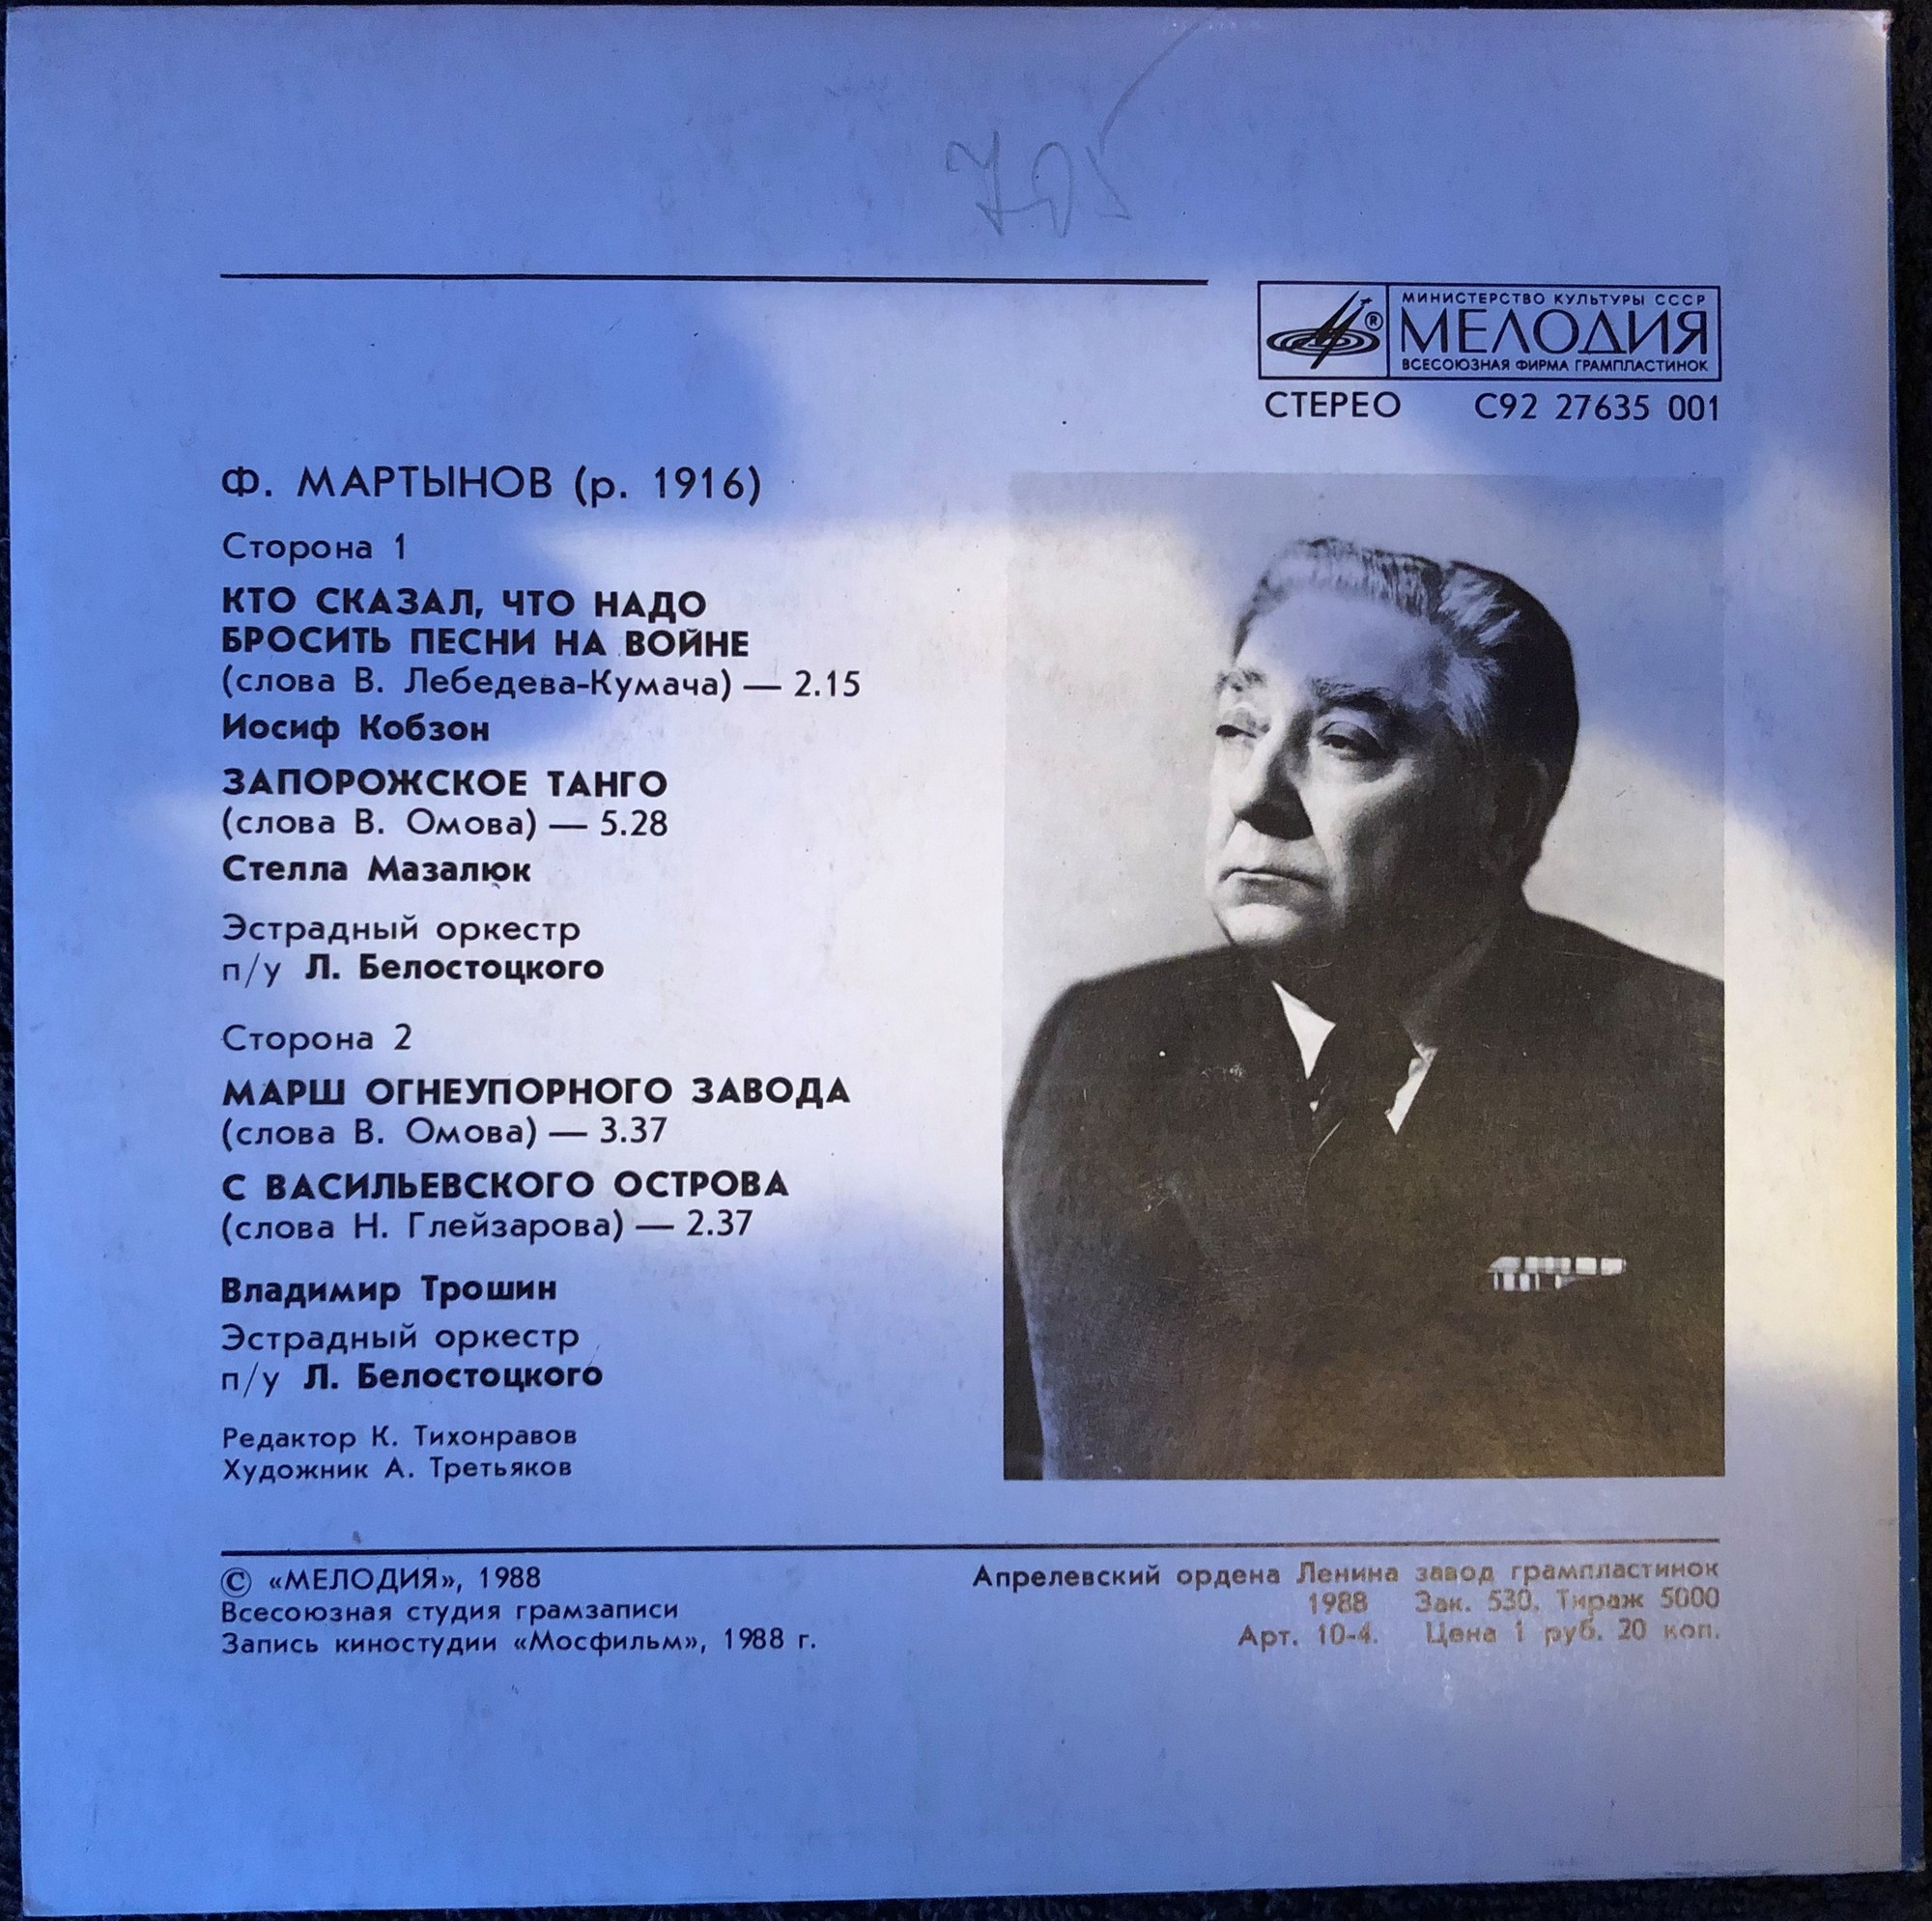 705
МИНИСТЕРСТВО КУЛЬТУРЫ СССР
МЕЛОДИЯ
ВСЕСОЮЗНАЯ ФИРМА ГРАМПЛАСТИНОК
СТЕРЕО С92 27635 001
Ф. МАРТЫНОВ (р. 1916)
Сторона 1
КТО СКАЗАЛ, ЧТО НАДО
БРОСИТЬ ПЕСНИ НА ВОЙНЕ
(слова В. Лебедева-Кумача) — 2.15
Иосиф Кобзон
ЗАПОРОЖСКОЕ ТАНГО
(слова В. Омова) — 5.28
Стелла Мазалюк
Эстрадный оркестр
п/у Л. Белостоцкого
Сторона 2
МАРШ ОГНЕУПОРНОГО ЗАВОДА
(слова В. Омова) — 3.37
С ВАСИЛЬЕВСКОГО ОСТРОВА
(слова Н. Глейзарова) — 2.37
Владимир Трошин
Эстрадный оркестр
п/у Л. Белостоцкого
Редактор К. Тихонравов
Художник А. Третьяков
© «МЕЛОДИЯ», 1988
Всесоюзная студия грамзаписи
Запись киностудии «Мосфильм», 1988 г.
Апрелевский ордена Ленина завод грампластинок
1988 Зак. 530. Тираж 5000
Арт. 10-4. Цена 1 руб. 20 коп.